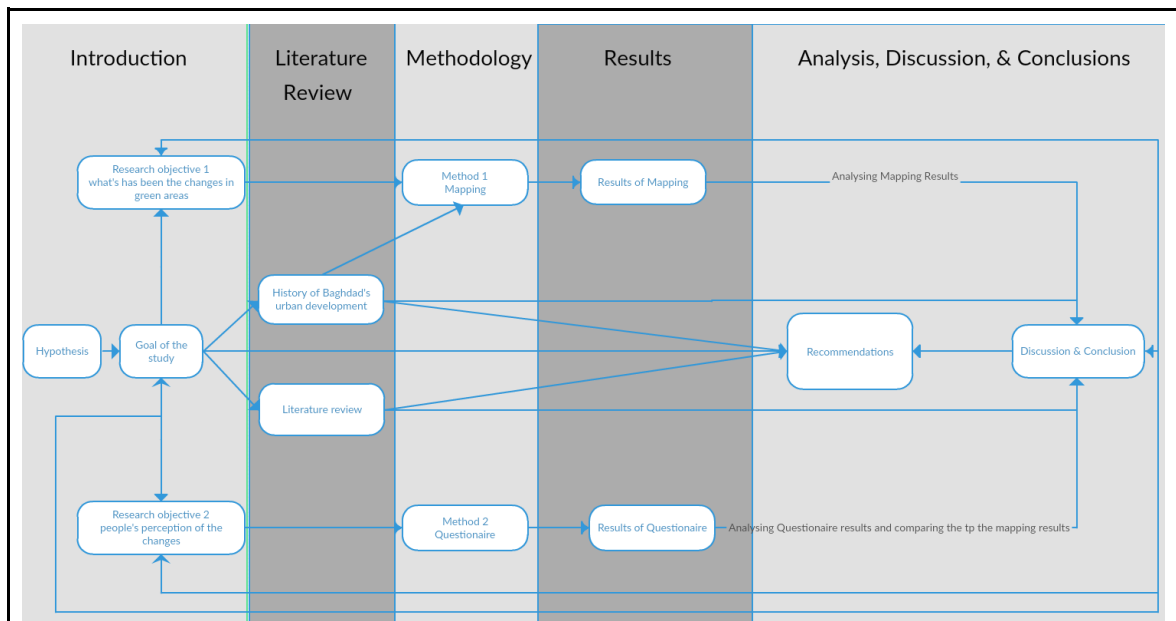 Introduction
Literature
Review
Methodology
Results
Analysis, Discussion, & Conclusions
Research objective 1
what's has been the changes in
green areas
Method 1
Mapping
Results of Mapping
Analysing Mapping Results
History of Baghdad's
urban development
Hypothesis
Goal of the
study
Recommendations
Discussion & Conclusion
Literature review
Research objective 2
people's perception of the
changes
Method 2
Questionaire
Results of Questionaire
Analysing Questionaire results and comparing the tp the mapping results